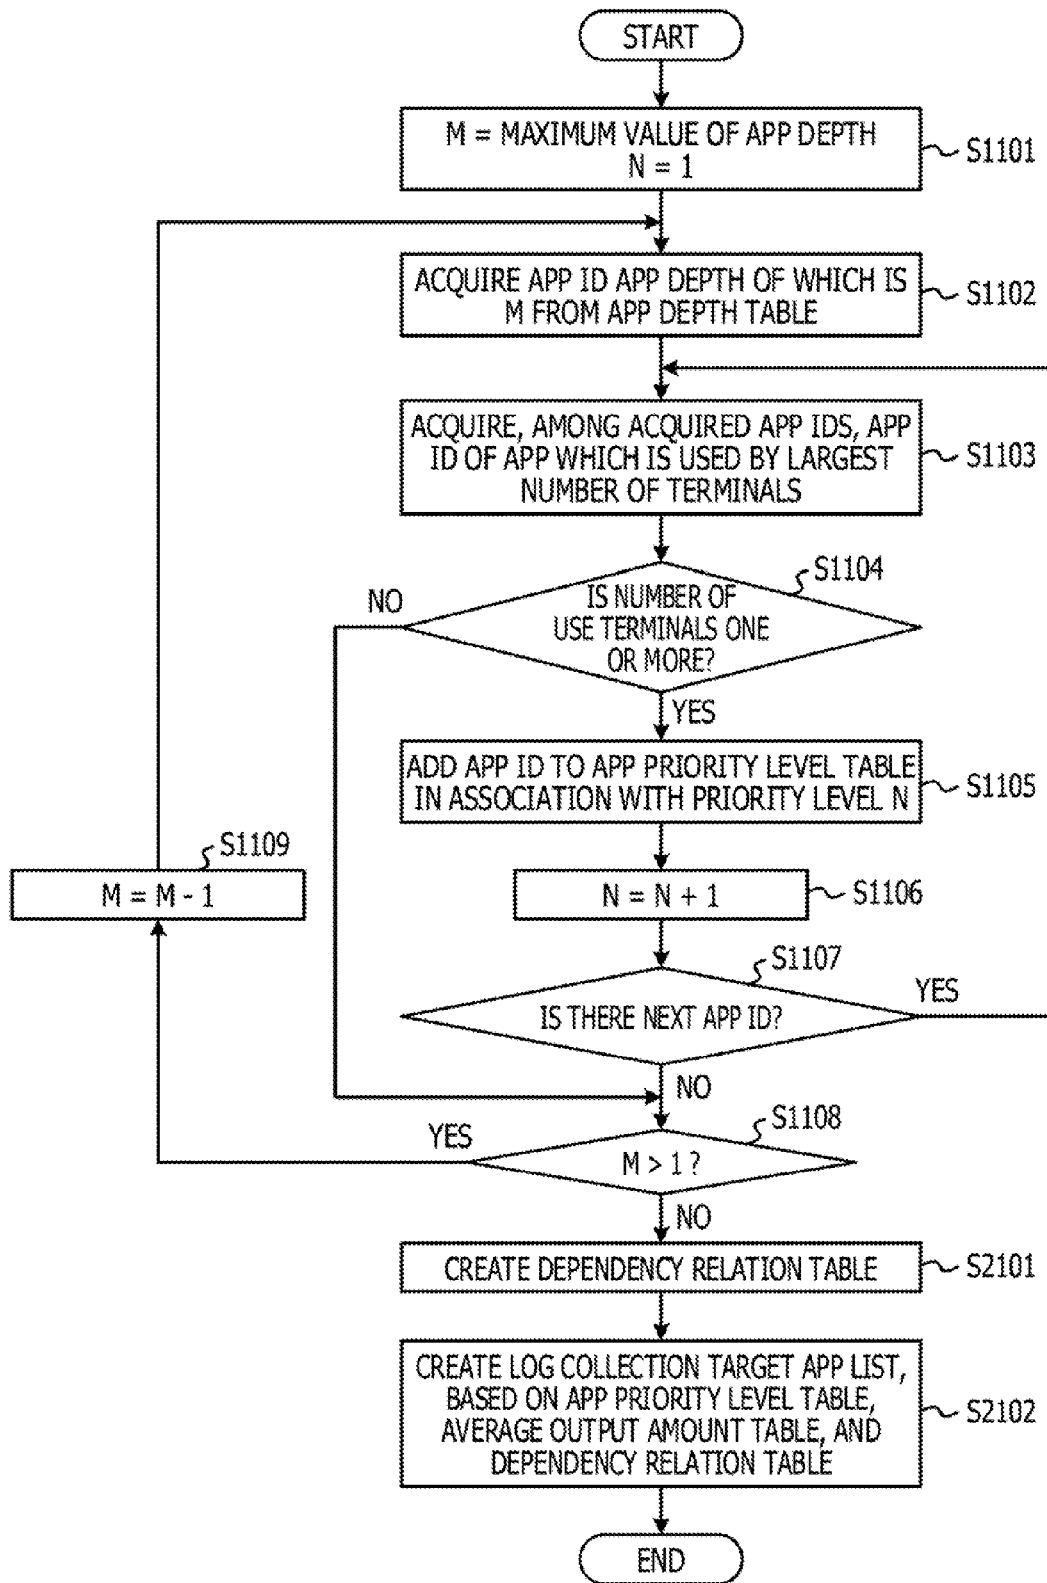 START
M = MAXIMUM VALUE OF APP DEPTH
N = 1
S1101
ACQUIRE APP ID APP DEPTH OF WHICH IS
M FROM APP DEPTH TABLE
S1102
ACQUIRE, AMONG ACQUIRED APP IDS, APP
ID OF APP WHICH IS USED BY LARGEST
NUMBER OF TERMINALS
S1103
S1104
NO
IS NUMBER OF
USE TERMINALS ONE
OR MORE?
YES
ADD APP ID TO APP PRIORITY LEVEL TABLE
IN ASSOCIATION WITH PRIORITY LEVEL N
S1105
S1109
M = M - 1
N = N + 1
S1106
S1107
YES
IS THERE NEXT APP ID?
NO
S1108
YES
M > 1 ?
NO
CREATE DEPENDENCY RELATION TABLE
S2101
CREATE LOG COLLECTION TARGET APP LIST,
BASED ON APP PRIORITY LEVEL TABLE,
AVERAGE OUTPUT AMOUNT TABLE, AND
DEPENDENCY RELATION TABLE
S2102
END